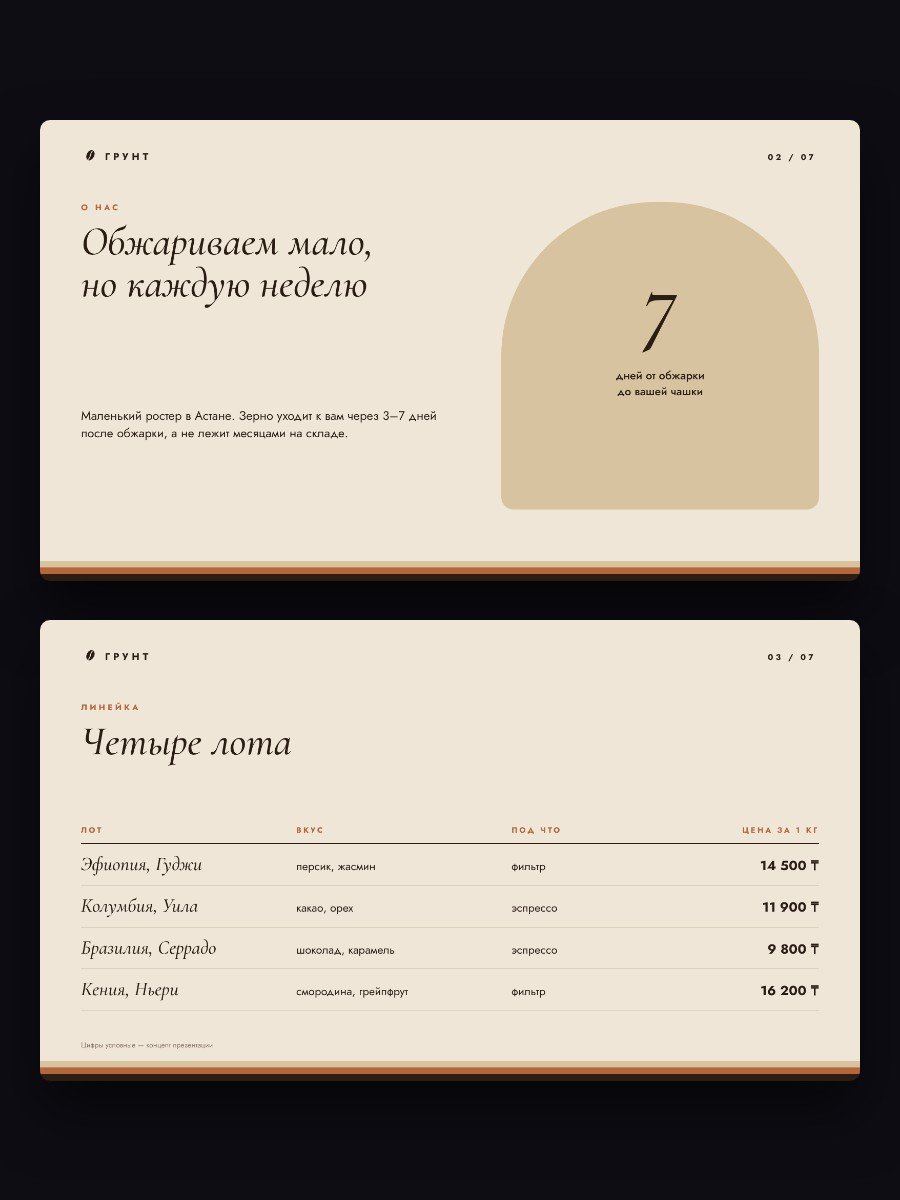 ГРУНТ
02 / 07
О НАС
Обжариваем мало,
но каждую неделю
7
дней от обжарки
до вашей чашки
Маленький ростер в Астане. Зерно уходит к вам через 3–7 дней
после обжарки, а не лежит месяцами на складе.
ГРУНТ
03 / 07
ЛИНЕЙКА
Четыре лота
ЛОТ ВКУС ПОД ЧТО ЦЕНА ЗА 1 КГ
Эфиопия, Гуджи персик, жасмин фильтр 14 500 ₸
Колумбия, Уила какао, орех эспрессо 11 900 ₸
Бразилия, Серрадо шоколад, карамель эспрессо 9 800 ₸
Кения, Ньери смородина, грейпфрут фильтр 16 200 ₸
Цифры условные — концепт презентации